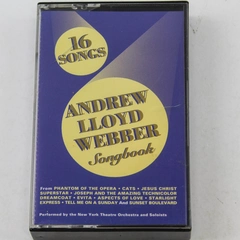 16
SONGS
ANDREW
LLOYD
WEBBER
Songbook
From PHANTOM OF THE OPERA • CATS • JESUS CHRIST
SUPERSTAR • JOSEPH AND THE AMAZING TECHNICOLOR
DREAMCOAT • EVITA • ASPECTS OF LOVE • STARLIGHT
EXPRESS • TELL ME ON A SUNDAY And SUNSET BOULEVARD
Performed by the New York Theatre Orchestra and Soloists